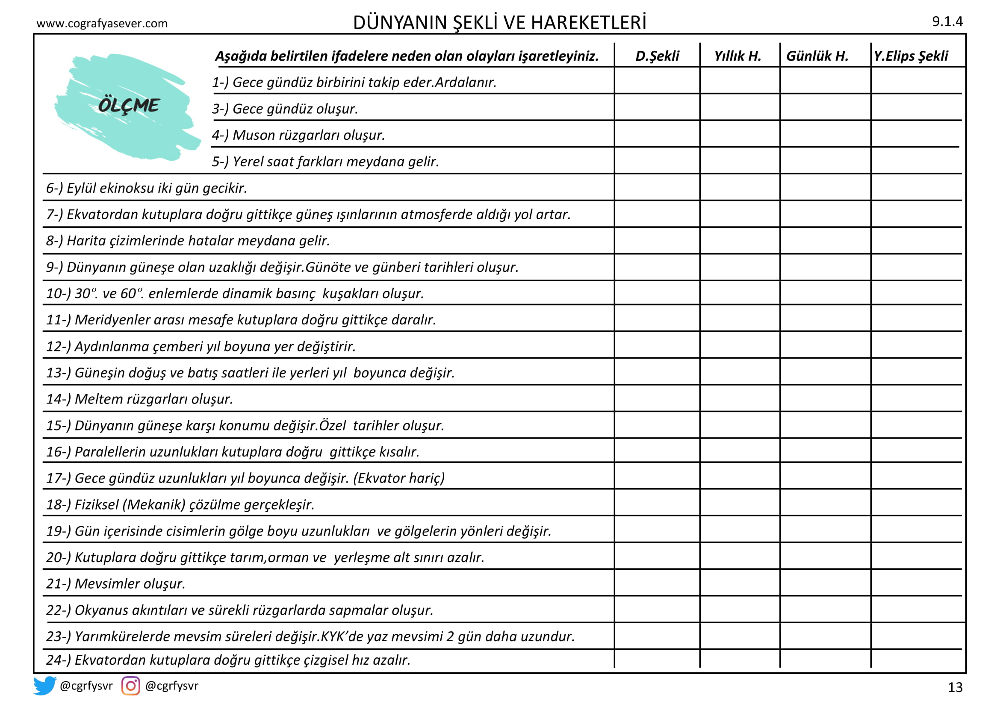 www.cografyasever.com
DÜNYANIN ŞEKLİ VE HAREKETLERİ
9.1.4
ÖLÇME
Aşağıda belirtilen ifadelere neden olan olayları işaretleyiniz. D.Şekli Yıllık H. Günlük H. Y.Elips Şekli
1-) Gece gündüz birbirini takip eder.Ardalanır.
3-) Gece gündüz oluşur.
4-) Muson rüzgarları oluşur.
5-) Yerel saat farkları meydana gelir.
6-) Eylül ekinoksu iki gün gecikir.
7-) Ekvatordan kutuplara doğru gittikçe güneş ışınlarının atmosferde aldığı yol artar.
8-) Harita çizimlerinde hatalar meydana gelir.
9-) Dünyanın güneşe olan uzaklığı değişir.Günöte ve günberi tarihleri oluşur.
10-) 30°. ve 60°. enlemlerde dinamik basınç kuşakları oluşur.
11-) Meridyenler arası mesafe kutuplara doğru gittikçe daralır.
12-) Aydınlanma çemberi yıl boyuna yer değiştirir.
13-) Güneşin doğuş ve batış saatleri ile yerleri yıl boyunca değişir.
14-) Meltem rüzgarları oluşur.
15-) Dünyanın güneşe karşı konumu değişir.Özel tarihler oluşur.
16-) Paralellerin uzunlukları kutuplara doğru gittikçe kısalır.
17-) Gece gündüz uzunlukları yıl boyunca değişir. (Ekvator hariç)
18-) Fiziksel (Mekanik) çözülme gerçekleşir.
19-) Gün içerisinde cisimlerin gölge boyu uzunlukları ve gölgelerin yönleri değişir.
20-) Kutuplara doğru gittikçe tarım,orman ve yerleşme alt sınırı azalır.
21-) Mevsimler oluşur.
22-) Okyanus akıntıları ve sürekli rüzgarlarda sapmalar oluşur.
23-) Yarımkürelerde mevsim süreleri değişir.KYK’de yaz mevsimi 2 gün daha uzundur.
24-) Ekvatordan kutuplara doğru gittikçe çizgisel hız azalır.
@cgrfysvr @cgrfysvr
13